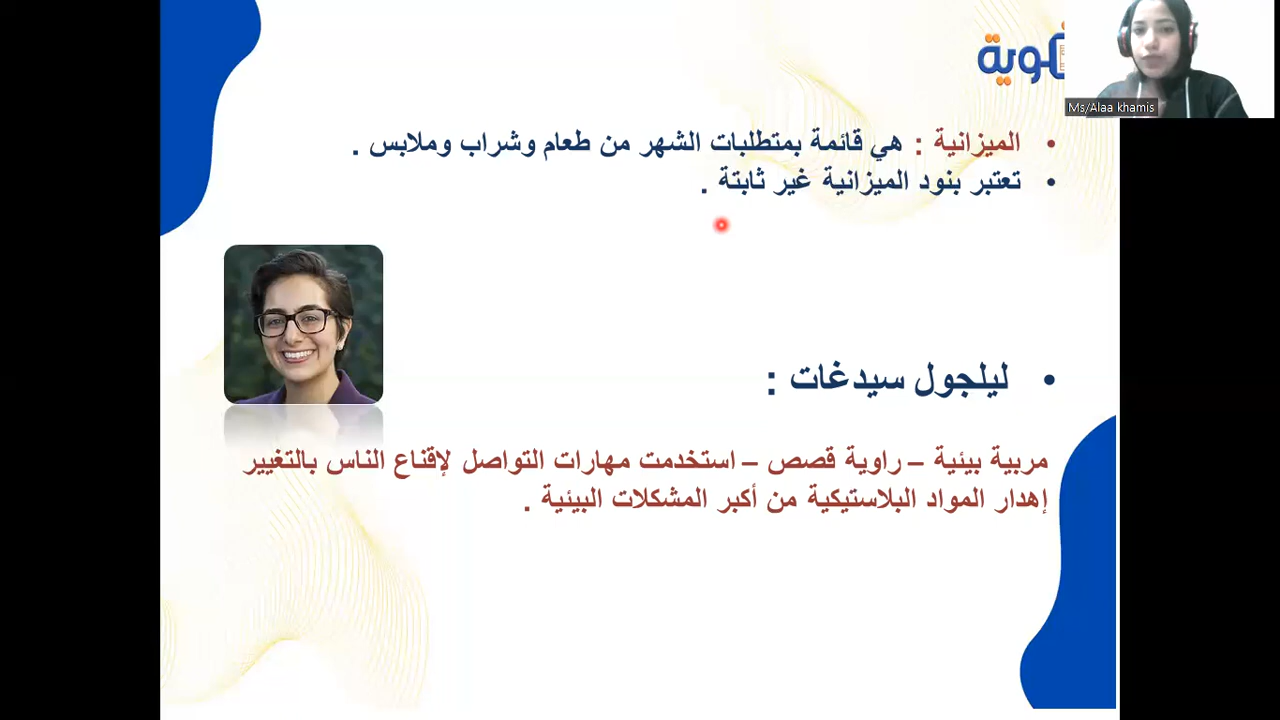 Ms/Alaa khamis
• الميزانية : هي قائمة بمتطلبات الشهر من طعام وشراب وملابس .
• تعتبر بنود الميزانية غير ثابتة .
• ليلجول سيدغات :
مربية بيئية – راوية قصص – استخدمت مهارات التواصل لإقناع الناس بالتغيير
إهدار المواد البلاستيكية من أكبر المشكلات البيئية .